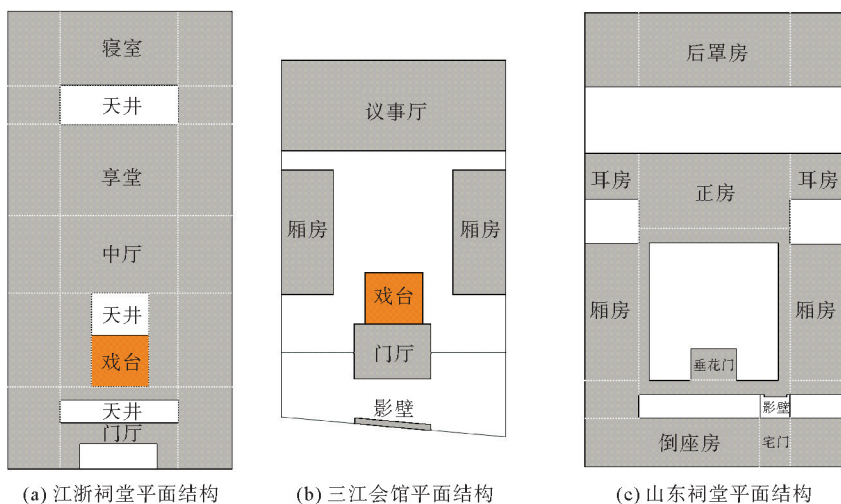 寝室
天井
享堂
中厅
天井
戏台
天井
门厅
(a) 江浙祠堂平面结构
议事厅
厢房
厢房
戏台
门厅
影壁
(b) 三江会馆平面结构
后罩房
耳房
正房
耳房
厢房
厢房
垂花门
影壁
倒座房
宅门
(c) 山东祠堂平面结构